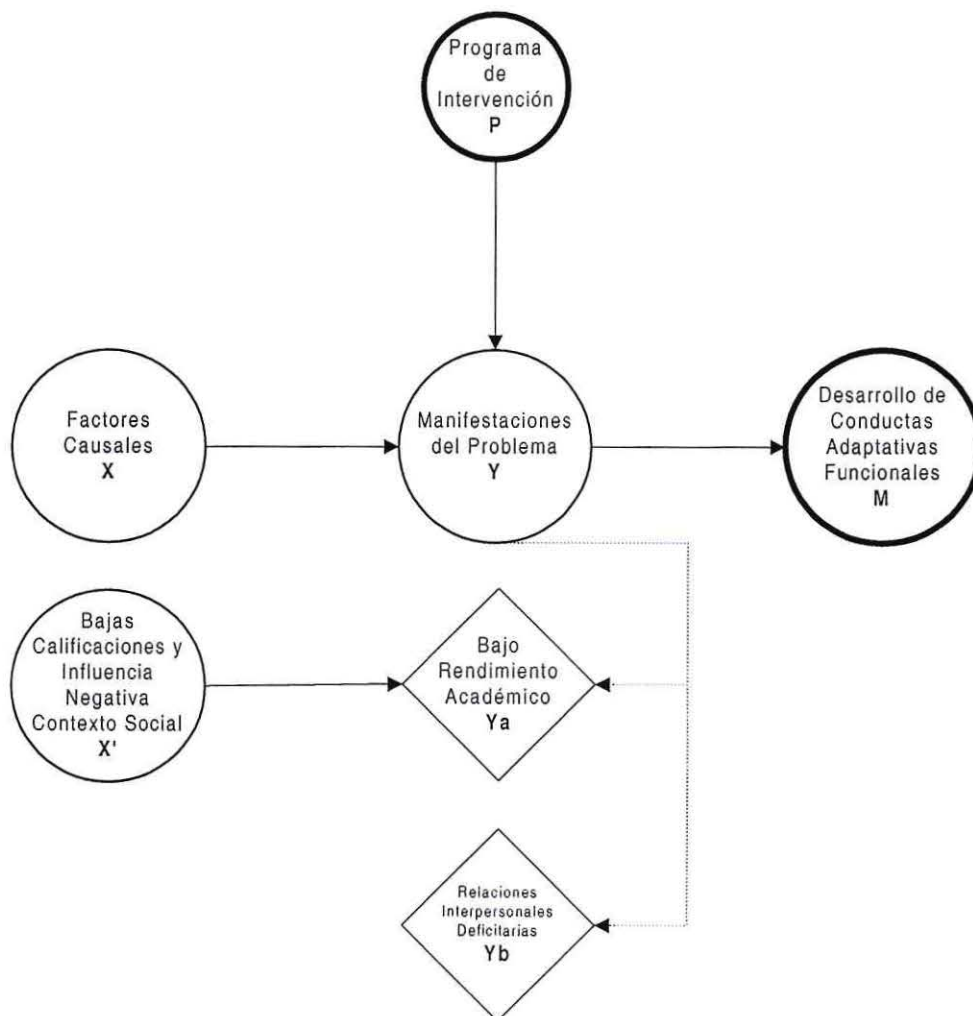 Programa
de
Intervención
P
Factores
Causales
X
Manifestaciones
del Problema
Y
Desarrollo de
Conductas
Adaptativas
Funcionales
M
Bajas
Calificaciones y
Influencia
Negativa
Contexto Social
X'
Bajo
Rendimiento
Académico
Ya
Relaciones
Interpersonales
Deficitarias
Yb